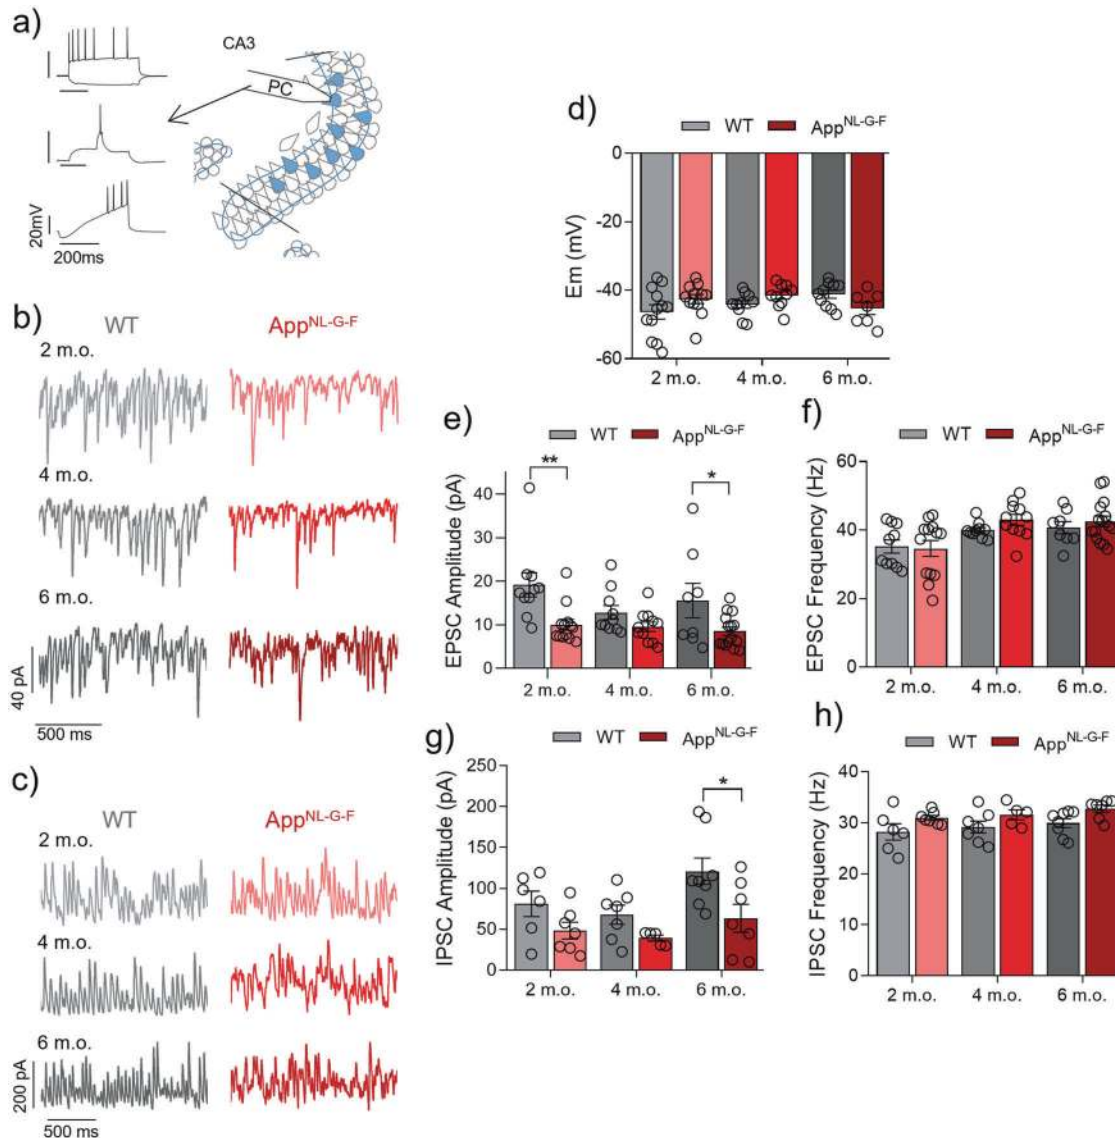 a)
CA3
PC
20mV
200ms
b)
WT
App^NL-G-F
2 m.o.
4 m.o.
6 m.o.
40 pA
500 ms
c)
WT
App^NL-G-F
2 m.o.
4 m.o.
6 m.o.
200 pA
500 ms
d)
WT App^NL-G-F
Em (mV)
0
-20
-40
-60
2 m.o. 4 m.o. 6 m.o.
e)
WT App^NL-G-F
EPSC Amplitude (pA)
40
30
20
10
0
**
*
2 m.o. 4 m.o. 6 m.o.
f)
WT App^NL-G-F
EPSC Frequency (Hz)
60
40
20
0
2 m.o. 4 m.o. 6 m.o.
g)
WT App^NL-G-F
IPSC Amplitude (pA)
250
200
150
100
50
0
*
2 m.o. 4 m.o. 6 m.o.
h)
WT App^NL-G-F
IPSC Frequency (Hz)
40
30
20
10
0
2 m.o. 4 m.o. 6 m.o.